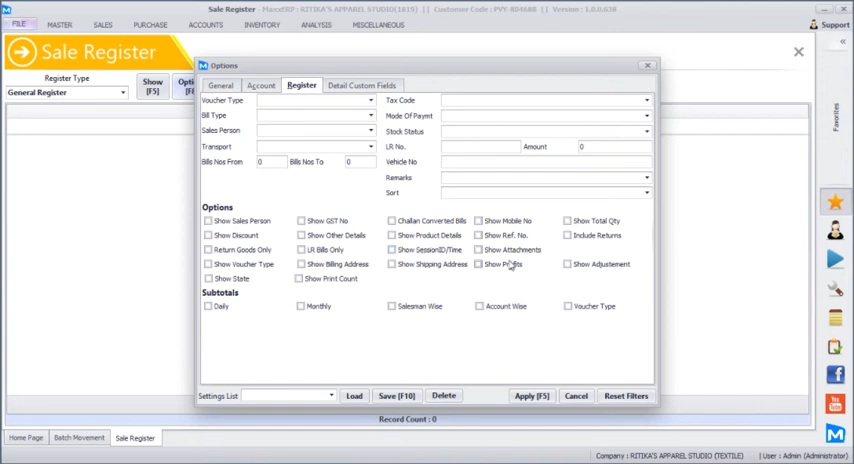 Sale Register - MarcERP - RITIKA'S APPAREL STUDIO(1819) || Customer Code : PVY-804688 || Version : 1.0.0.638
FILE MASTER SALES PURCHASE ACCOUNTS INVENTORY ANALYSIS MISCELLANEOUS Support
Sale Register
Register Type
General Register
Show [F5]
Options
General Account Register Detail Custom Fields
Voucher Type Tax Code
Bill Type Mode Of Paymt
Sales Person Stock Status
Transport LR No. Amount 0
Bills Nos From 0 Bills Nos To 0 Vehicle No
Remarks
Sort
Options
Show Sales Person Show GST No Challan Converted Bills Show Mobile No Show Total Qty
Show Discount Show Other Details Show Product Details Show Ref. No. Include Returns
Return Goods Only LR Bills Only Show SessionID/Time Show Attachments
Show Voucher Type Show Billing Address Show Shipping Address Show Profits Show Adjustement
Show State Show Print Count
Subtotals
Daily Monthly Salesman Wise Account Wise Voucher Type
Settings List Load Save [F10] Delete Apply [F5] Cancel Reset Filters
Record Count : 0
Favorites
You Tube
Home Page Batch Movement Sale Register
Company : RITIKA'S APPAREL STUDIO (TEXTILE) User : Admin (Administrator)